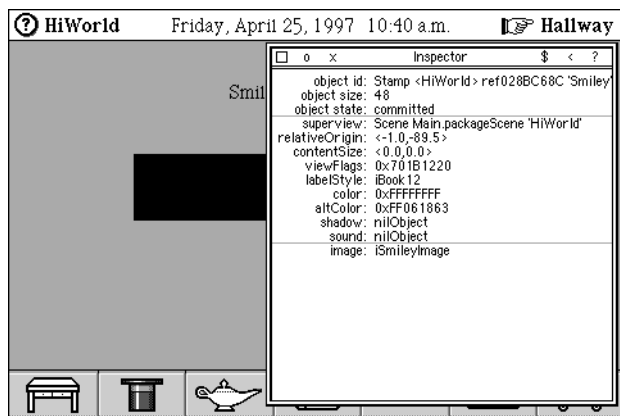 HiWorld Friday, April 25, 1997 10:40 a.m. Hallway
o x Inspector $ < ?
Smil
object id: Stamp <HiWorld> ref028BC68C 'Smiley'
object size: 48
object state: committed
superview: Scene Main.packageScene 'HiWorld'
relativeOrigin: <-1.0,-89.5>
contentSize: <0.0,0.0>
viewFlags: 0x701B1220
labelStyle: iBook12
color: 0xFFFFFFFF
altColor: 0xFF061863
shadow: nilObject
sound: nilObject
image: iSmileyImage